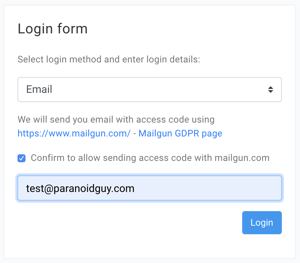 Login form
Select login method and enter login details:
Email
We will send you email with access code using
https://www.mailgun.com/ - Mailgun GDPR page
Confirm to allow sending access code with mailgun.com
test@paranoidguy.com
Login